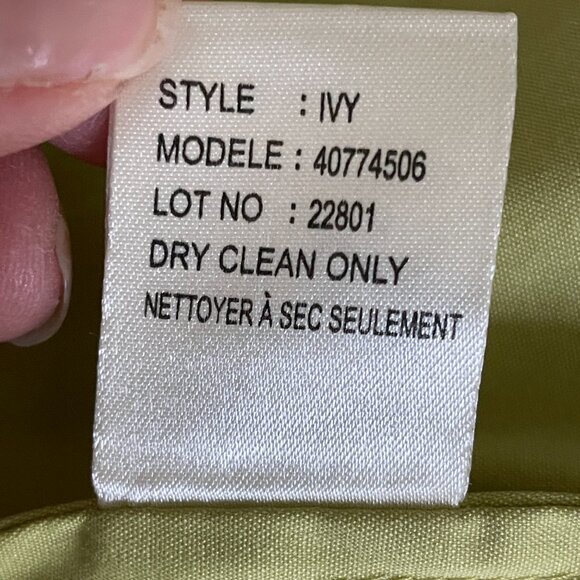 STYLE : IVY
MODELE : 40774506
LOT NO : 22801
DRY CLEAN ONLY
NETTOYER À SEC SEULEMENT